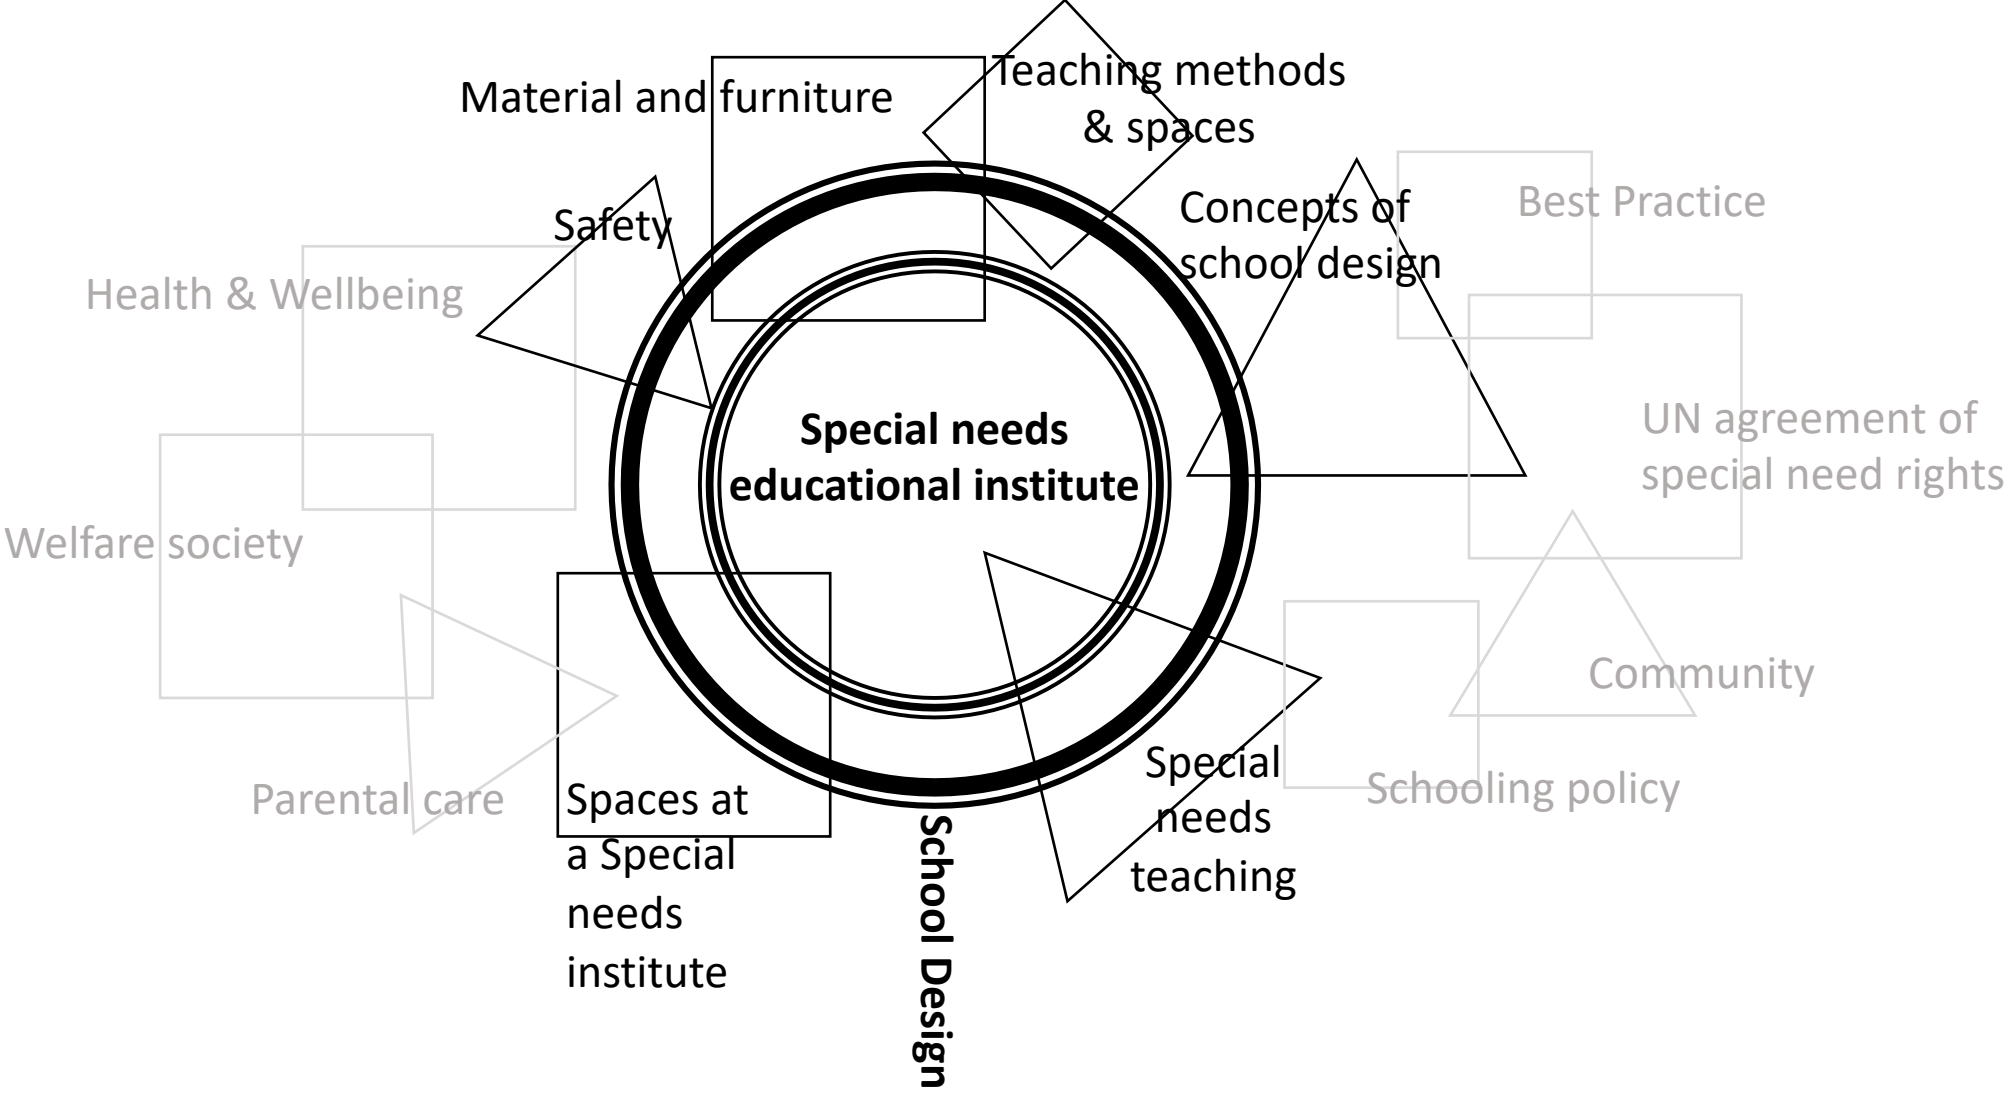 Material and furniture
Teaching methods
& spaces
Safety
Concepts of
school design
Best Practice
Health & Wellbeing
Special needs
educational institute
UN agreement of
special need rights
Welfare society
Community
Parental care
Spaces at
a Special
needs
institute
School Design
Special
needs
teaching
Schooling policy